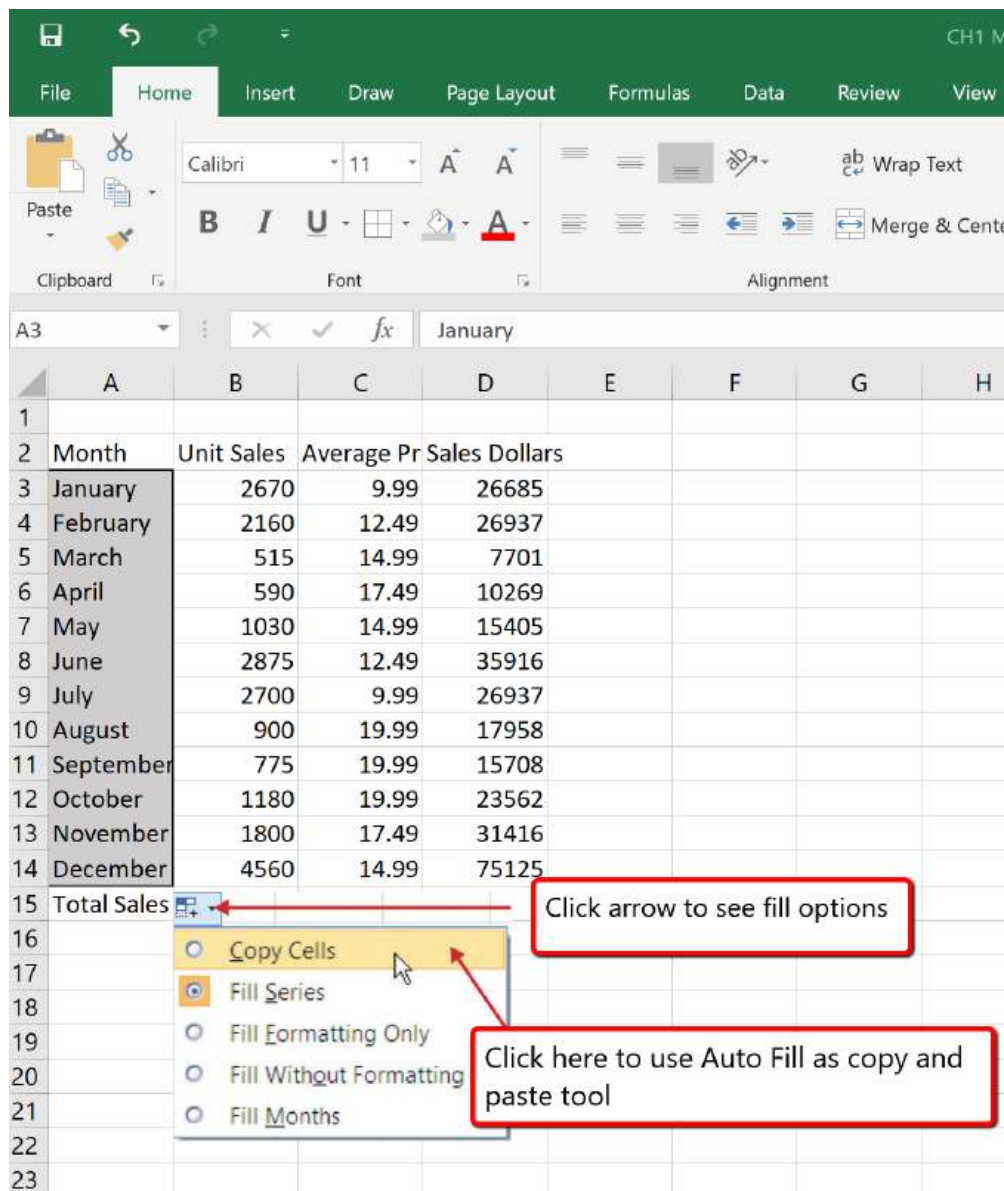 CH1 M
File Home Insert Draw Page Layout Formulas Data Review View
Calibri 11 A A ab c Wrap Text
Paste B I U A Merge & Cente
Clipboard Font Alignment
A3 fx January
A B C D E F G H
1
2 Month Unit Sales Average Pr Sales Dollars
3 January 2670 9.99 26685
4 February 2160 12.49 26937
5 March 515 14.99 7701
6 April 590 17.49 10269
7 May 1030 14.99 15405
8 June 2875 12.49 35916
9 July 2700 9.99 26937
10 August 900 19.99 17958
11 September 775 19.99 15708
12 October 1180 19.99 23562
13 November 1800 17.49 31416
14 December 4560 14.99 75125
15 Total Sales Click arrow to see fill options
16 Copy Cells
17
18 Fill Series
19 Fill Formatting Only
20 Fill Without Formatting
21 Fill Months
22
23
Click here to use Auto Fill as copy and
paste tool